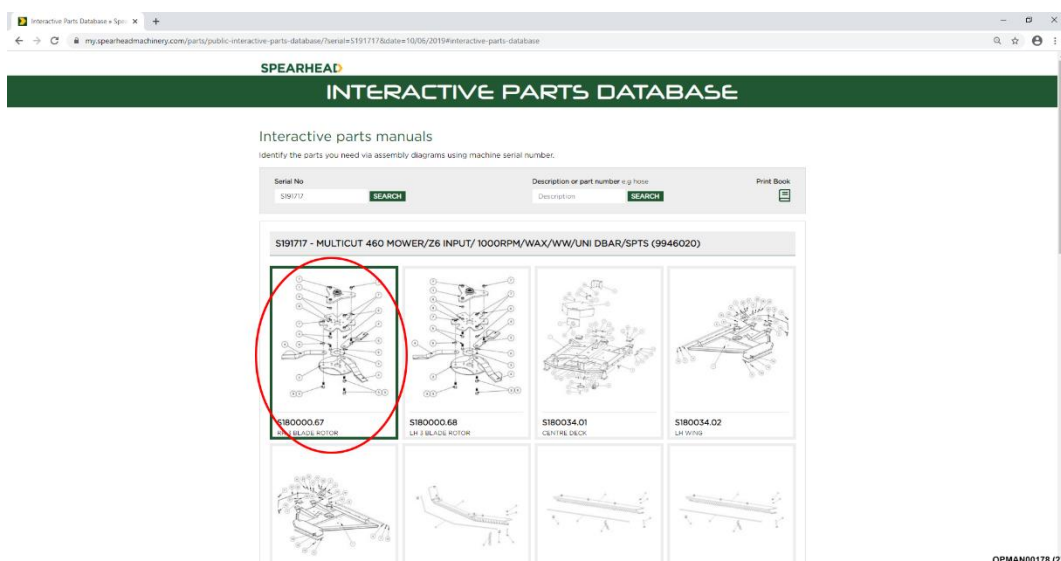 Interactive Parts Database » Spe
my.spearheadmachinery.com/parts/public-interactive-parts-database/?serial=S191717&date=10/06/2019#interactive-parts-database
SPEARHEAD
INTERACTIVE PARTS DATABASE
Interactive parts manuals
Identify the parts you need via assembly diagrams using machine serial number.
Serial No
S191717
SEARCH
Description or part number e.g hose
Description
SEARCH
Print Book
S191717 - MULTICUT 460 MOWER/Z6 INPUT/ 1000RPM/WAX/WW/UNI DBAR/SPTS (9946020)
S180000.67
RH 3 BLADE ROTOR
S180000.68
LH 3 BLADE ROTOR
S180034.01
CENTRE DECK
S180034.02
LH WING
OPMAN00178 (2